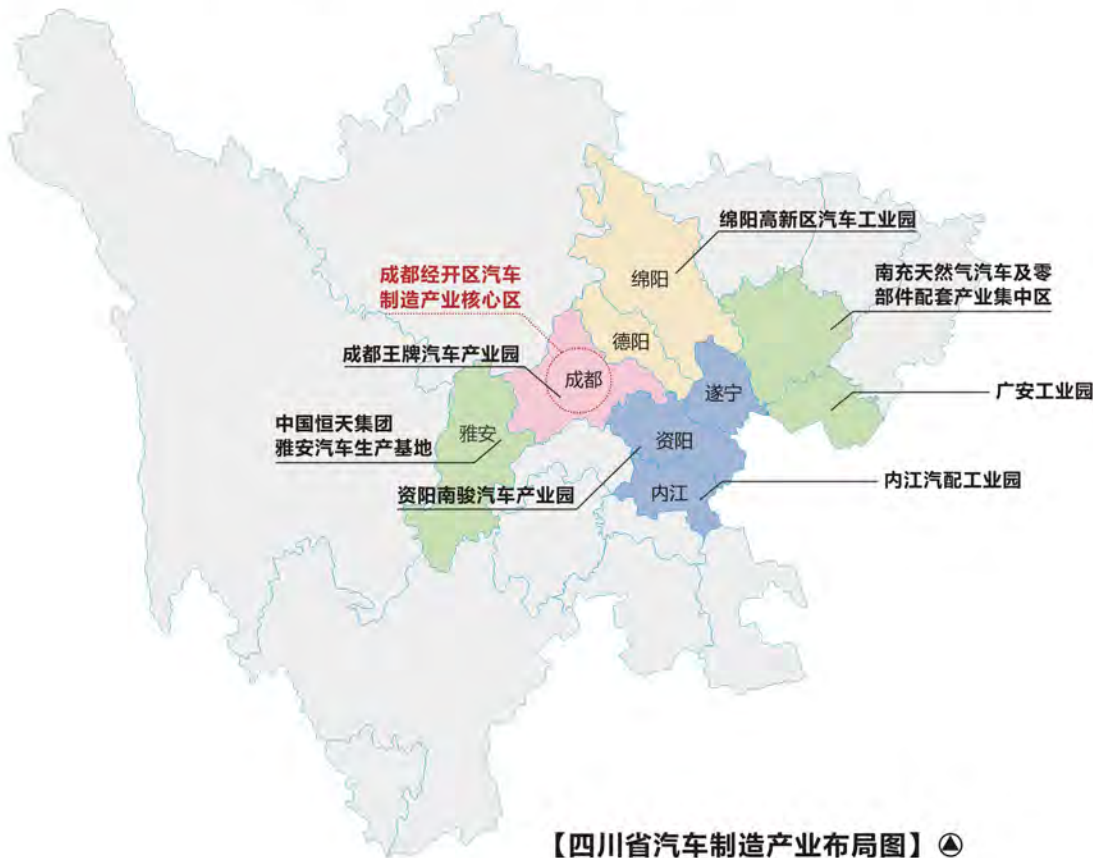 绵阳高新区汽车工业园
成都经开区汽车
制造产业核心区
南充天然气汽车及零
部件配套产业集中区
绵阳
德阳
成都王牌汽车产业园
成都
遂宁
广安工业园
中国恒天集团
雅安汽车生产基地
雅安
资阳
资阳南骏汽车产业园
内江
内江汽配工业园
【四川省汽车制造产业布局图】